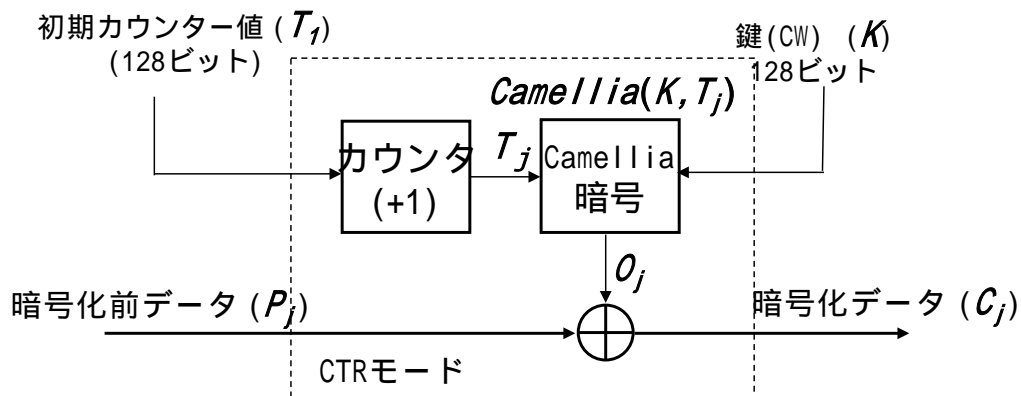 初期カウンター値 (T1)
(128ビット)
鍵(CW) (K)
128ビット
Camellia(K,Tj)
カウンタ
(+1)
Tj
Camellia
暗号
Oj
暗号化前データ (Pj)
暗号化データ (Cj)
CTRモード